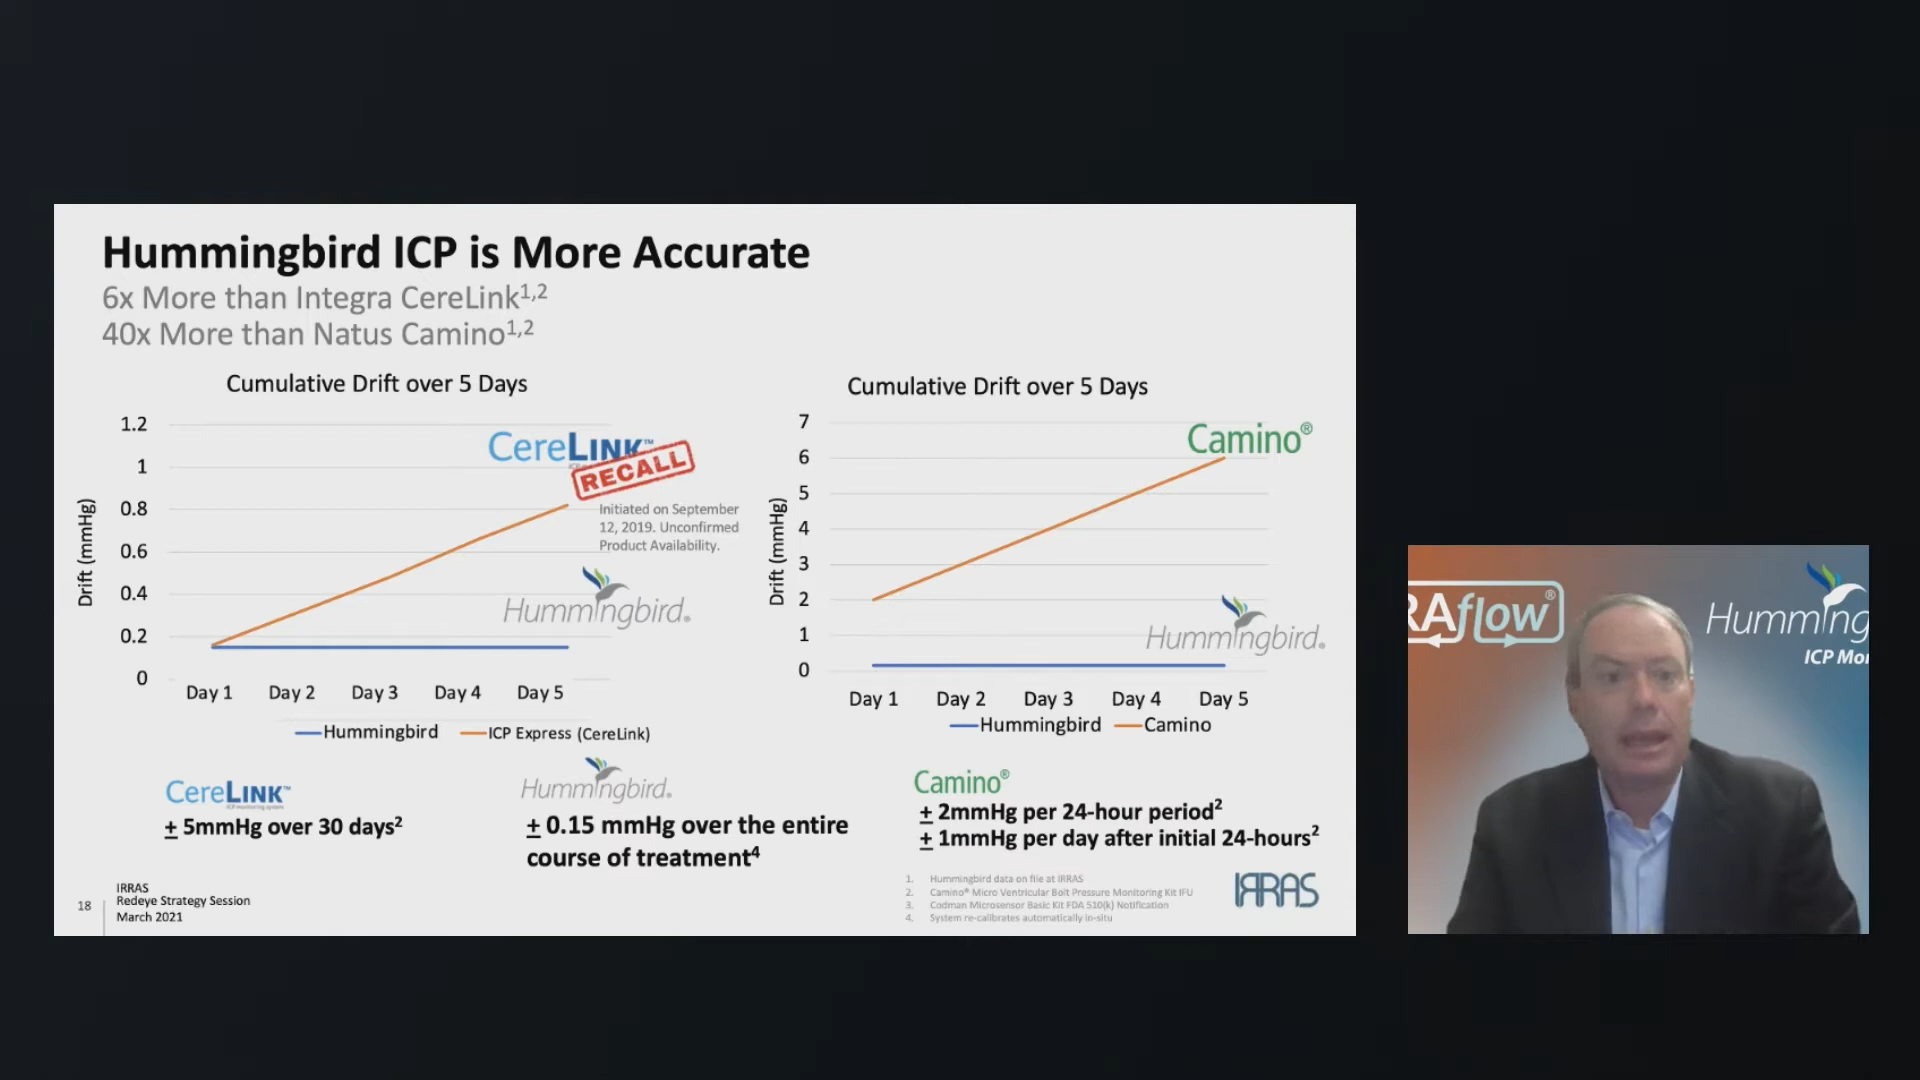 Hummingbird ICP is More Accurate
6x More than Integra CereLink1,2
40x More than Natus Camino1,2
Cumulative Drift over 5 Days
1.2
1
0.8
0.6
0.4
0.2
0
Drift (mmHg)
CereLINK™
RECALL
Initiated on September
12, 2019. Unconfirmed
Product Availability.
Hummingbird®
Day 1 Day 2 Day 3 Day 4 Day 5
Hummingbird ICP Express (CereLink)
Cumulative Drift over 5 Days
7
6
5
4
3
2
1
0
Drift (mmHg)
Camino®
Hummingbird®
Day 1 Day 2 Day 3 Day 4 Day 5
Hummingbird Camino
CereLINK™
ICP monitoring system
± 5mmHg over 30 days2
Hummingbird®
± 0.15 mmHg over the entire
course of treatment4
Camino®
± 2mmHg per 24-hour period2
± 1mmHg per day after initial 24-hours2
1. Hummingbird data on file at IRRAS
2. Camino® Micro Ventricular Bolt Pressure Monitoring Kit IFU
3. Codman Microsensor Basic Kit FDA 510(k) Notification
4. System re-calibrates automatically in-situ
IRRAS
18
IRRAS
Redeye Strategy Session
March 2021
RAflow®
Humming
ICP Mo